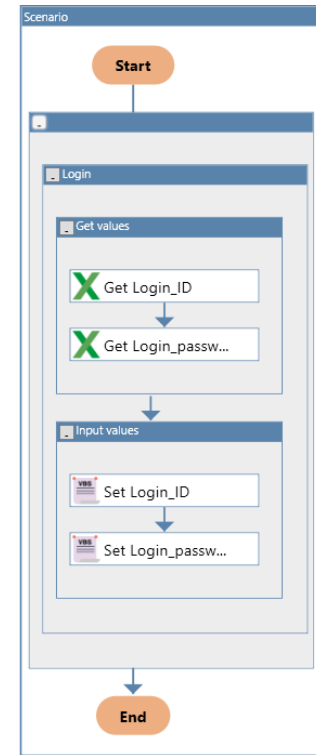 Scenario
Start
Login
Get values
Get Login_ID
Get Login_passw...
Input values
VBS
Set Login_ID
VBS
Set Login_passw...
End